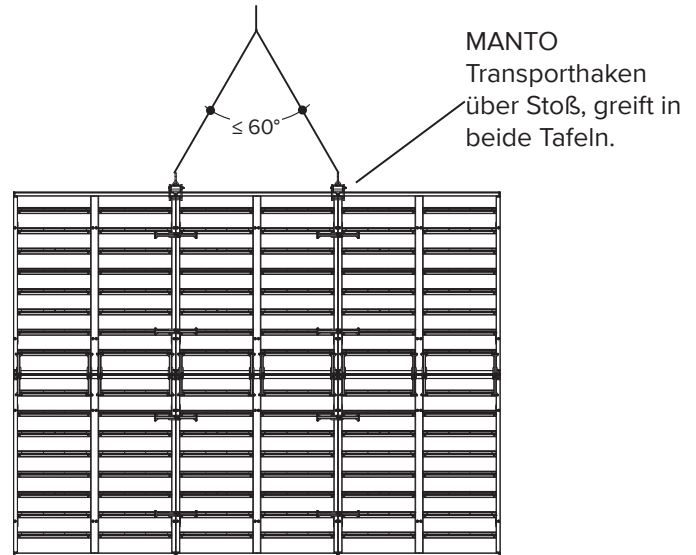 MANTO
Transporthaken
über Stoß, greift in
beide Tafeln.
≤ 60°